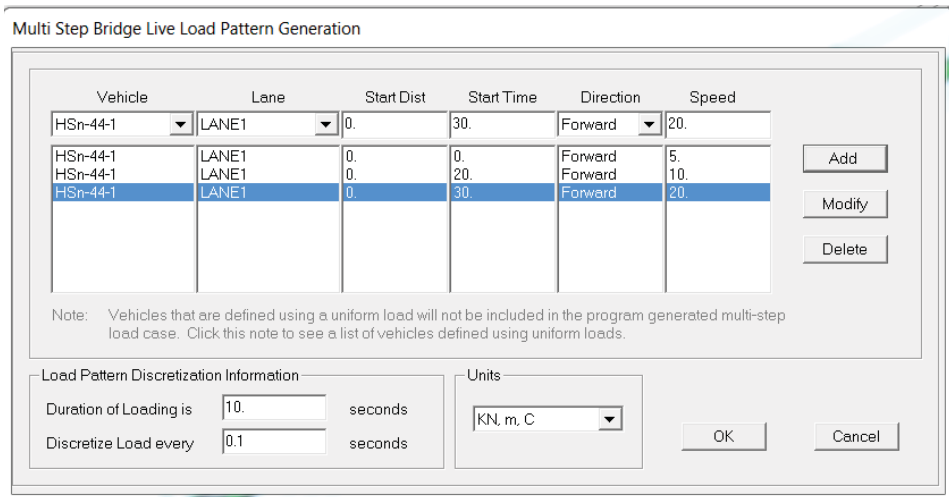 Multi Step Bridge Live Load Pattern Generation
Vehicle Lane Start Dist Start Time Direction Speed
HSn-44-1 LANE1 0. 30. Forward 20.
HSn-44-1 LANE1 0. 0. Forward 5.
HSn-44-1 LANE1 0. 20. Forward 10.
HSn-44-1 LANE1 0. 30. Forward 20.
Add
Modify
Delete
Note: Vehicles that are defined using a uniform load will not be included in the program generated multi-step
load case. Click this note to see a list of vehicles defined using uniform loads.
Load Pattern Discretization Information
Duration of Loading is 10. seconds
Discretize Load every 0.1 seconds
Units
KN, m, C
OK Cancel